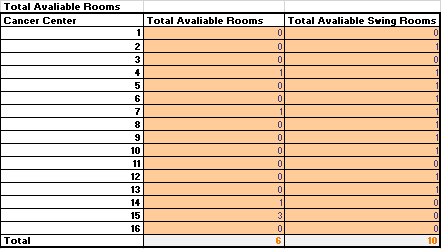 Total Avaliable Rooms
Cancer Center Total Avaliable Rooms Total Avaliable Swing Rooms
1 0 0
2 0 1
3 0 0
4 1 1
5 0 1
6 0 1
7 1 1
8 0 1
9 0 1
10 0 1
11 0 0
12 0 1
13 0 1
14 1 0
15 3 0
16 0 0
Total 6 10